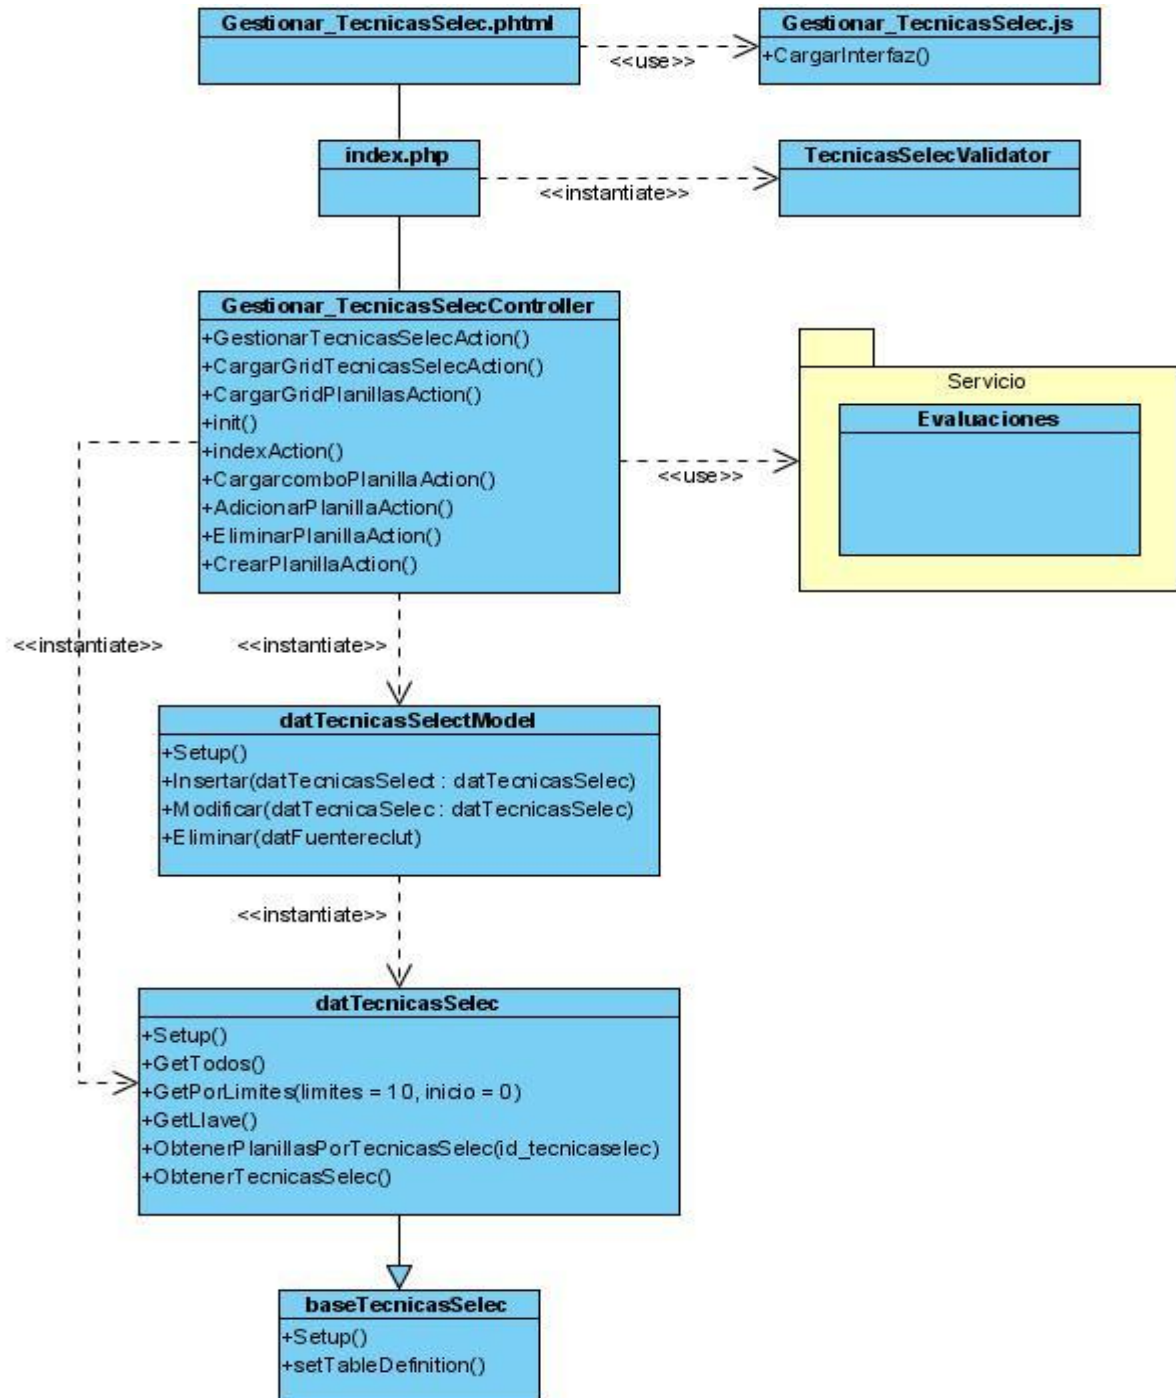 Gestionar_TecnicasSelec.phtml
Gestionar_TecnicasSelec.js
+CargarInterfaz()
<<use>>
index.php
TecnicasSelecValidator
<<instantiate>>
Gestionar_TecnicasSelecController
+GestionarTecnicasSelecAction()
+CargarGridTecnicasSelecAction()
+CargarGridPlanillasAction()
+init()
+indexAction()
+CargarcomboPlanillaAction()
+AdicionarPlanillaAction()
+EliminarPlanillaAction()
+CrearPlanillaAction()
<<use>>
Servicio
Evaluaciones
<<instantiate>>
<<instantiate>>
datTecnicasSelectModel
+Setup()
+Insertar(datTecnicasSelect : datTecnicasSelec)
+Modificar(datTecnicaSelec : datTecnicasSelec)
+Eliminar(datFuentereclut)
<<instantiate>>
datTecnicasSelec
+Setup()
+GetTodos()
+GetPorLimites(limites = 10, inicio = 0)
+GetLlave()
+ObtenerPlanillasPorTecnicasSelec(id_tecnicaselec)
+ObtenerTecnicasSelec()
baseTecnicasSelec
+Setup()
+setTableDefinition()